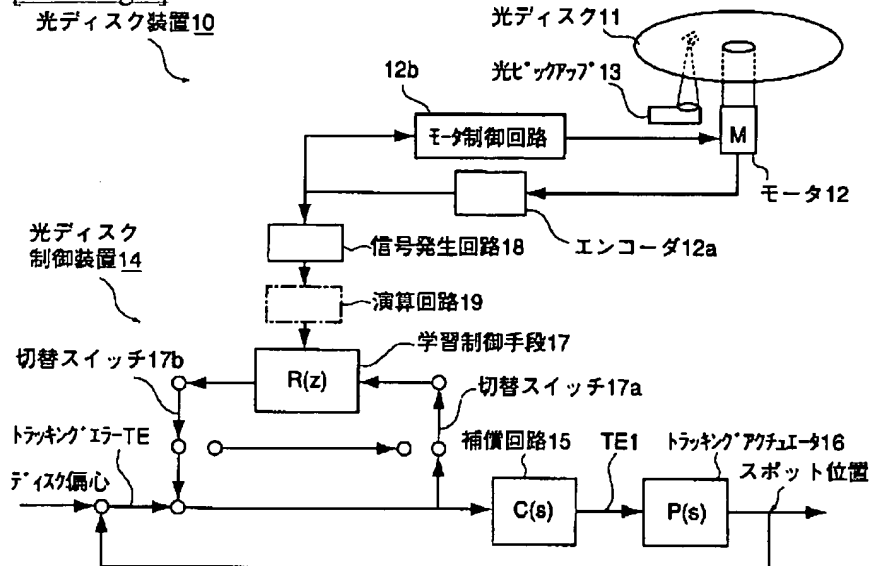 光ディスク装置10
光ディスク11
光ピックアップ13
12b
モータ制御回路
M
モータ12
エンコーダ12a
光ディスク
制御装置14
信号発生回路18
演算回路19
学習制御手段17
切替スイッチ17b
R(z)
切替スイッチ17a
トラッキングエラーTE
補償回路15
TE1
トラッキングアクチュエータ16
スポット位置
ディスク偏心
C(s)
P(s)